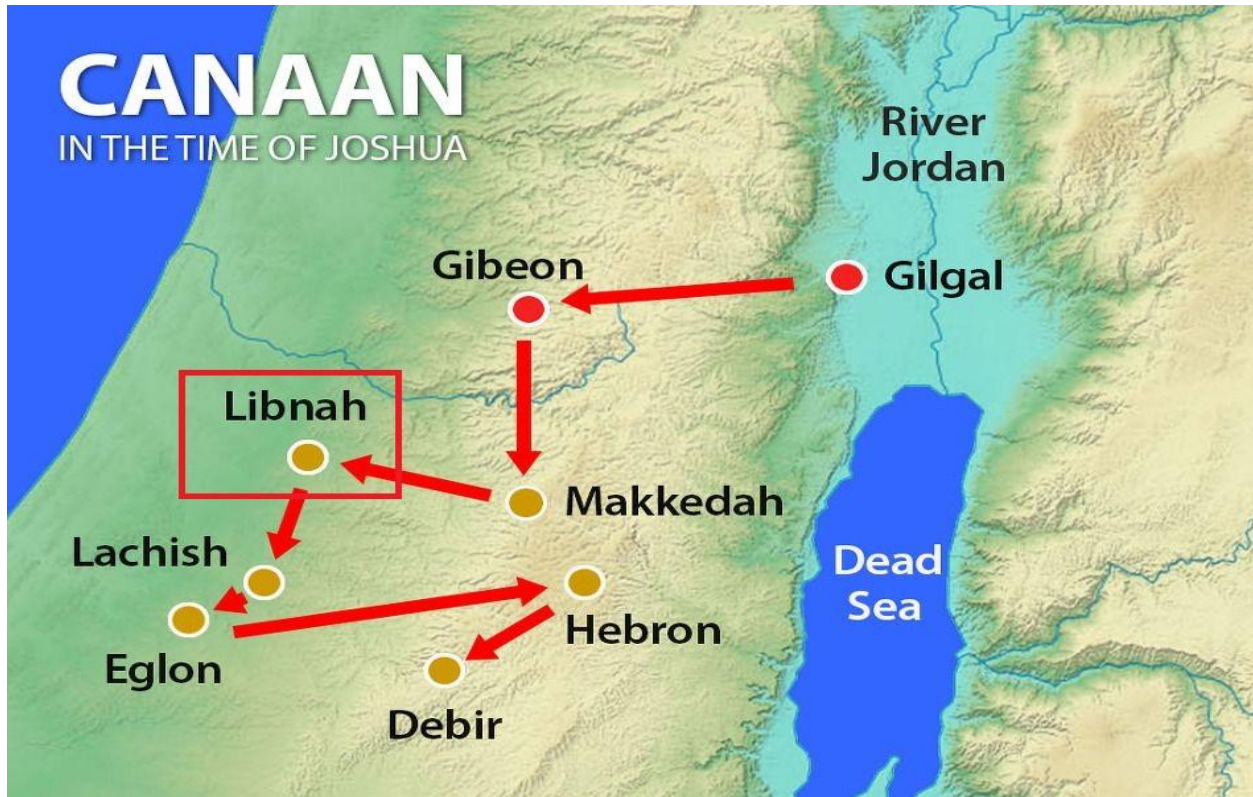 CANAAN
IN THE TIME OF JOSHUA
River
Jordan
Gibeon
Gilgal
Libnah
Makkedah
Lachish
Dead
Sea
Hebron
Eglon
Debir